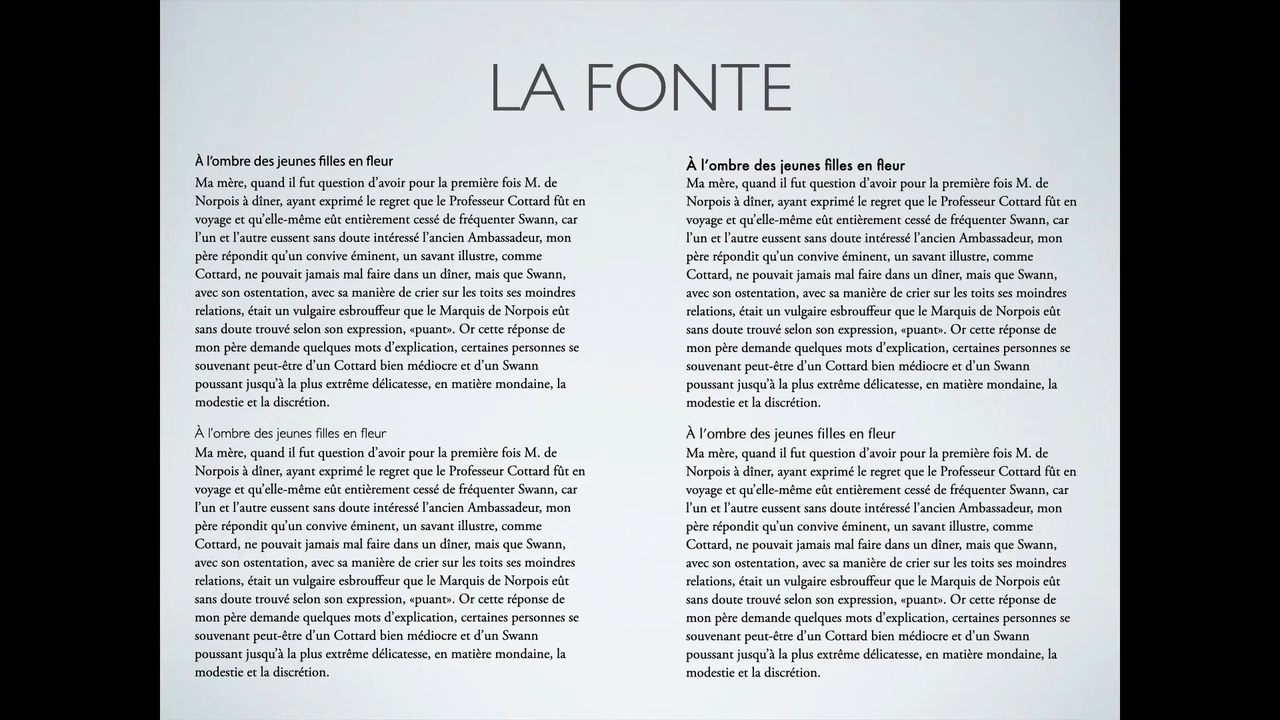 LA FONTE
À l'ombre des jeunes filles en fleur
Ma mère, quand il fut question d'avoir pour la première fois M. de
Norpois à dîner, ayant exprimé le regret que le Professeur Cottard fût en
voyage et qu'elle-même eût entièrement cessé de fréquenter Swann, car
l'un et l'autre eussent sans doute intéressé l'ancien Ambassadeur, mon
père répondit qu'un convive éminent, un savant illustre, comme
Cottard, ne pouvait jamais mal faire dans un dîner, mais que Swann,
avec son ostentation, avec sa manière de crier sur les toits ses moindres
relations, était un vulgaire esbrouffeur que le Marquis de Norpois eût
sans doute trouvé selon son expression, «puant». Or cette réponse de
mon père demande quelques mots d'explication, certaines personnes se
souvenant peut-être d'un Cottard bien médiocre et d'un Swann
poussant jusqu'à la plus extrême délicatesse, en matière mondaine, la
modestie et la discrétion.
À l'ombre des jeunes filles en fleur
Ma mère, quand il fut question d'avoir pour la première fois M. de
Norpois à dîner, ayant exprimé le regret que le Professeur Cottard fût en
voyage et qu'elle-même eût entièrement cessé de fréquenter Swann, car
l'un et l'autre eussent sans doute intéressé l'ancien Ambassadeur, mon
père répondit qu'un convive éminent, un savant illustre, comme
Cottard, ne pouvait jamais mal faire dans un dîner, mais que Swann,
avec son ostentation, avec sa manière de crier sur les toits ses moindres
relations, était un vulgaire esbrouffeur que le Marquis de Norpois eût
sans doute trouvé selon son expression, «puant». Or cette réponse de
mon père demande quelques mots d'explication, certaines personnes se
souvenant peut-être d'un Cottard bien médiocre et d'un Swann
poussant jusqu'à la plus extrême délicatesse, en matière mondaine, la
modestie et la discrétion.
À l'ombre des jeunes filles en fleur
Ma mère, quand il fut question d'avoir pour la première fois M. de
Norpois à dîner, ayant exprimé le regret que le Professeur Cottard fût en
voyage et qu'elle-même eût entièrement cessé de fréquenter Swann, car
l'un et l'autre eussent sans doute intéressé l'ancien Ambassadeur, mon
père répondit qu'un convive éminent, un savant illustre, comme
Cottard, ne pouvait jamais mal faire dans un dîner, mais que Swann,
avec son ostentation, avec sa manière de crier sur les toits ses moindres
relations, était un vulgaire esbrouffeur que le Marquis de Norpois eût
sans doute trouvé selon son expression, «puant». Or cette réponse de
mon père demande quelques mots d'explication, certaines personnes se
souvenant peut-être d'un Cottard bien médiocre et d'un Swann
poussant jusqu'à la plus extrême délicatesse, en matière mondaine, la
modestie et la discrétion.
À l'ombre des jeunes filles en fleur
Ma mère, quand il fut question d'avoir pour la première fois M. de
Norpois à dîner, ayant exprimé le regret que le Professeur Cottard fût en
voyage et qu'elle-même eût entièrement cessé de fréquenter Swann, car
l'un et l'autre eussent sans doute intéressé l'ancien Ambassadeur, mon
père répondit qu'un convive éminent, un savant illustre, comme
Cottard, ne pouvait jamais mal faire dans un dîner, mais que Swann,
avec son ostentation, avec sa manière de crier sur les toits ses moindres
relations, était un vulgaire esbrouffeur que le Marquis de Norpois eût
sans doute trouvé selon son expression, «puant». Or cette réponse de
mon père demande quelques mots d'explication, certaines personnes se
souvenant peut-être d'un Cottard bien médiocre et d'un Swann
poussant jusqu'à la plus extrême délicatesse, en matière mondaine, la
modestie et la discrétion.